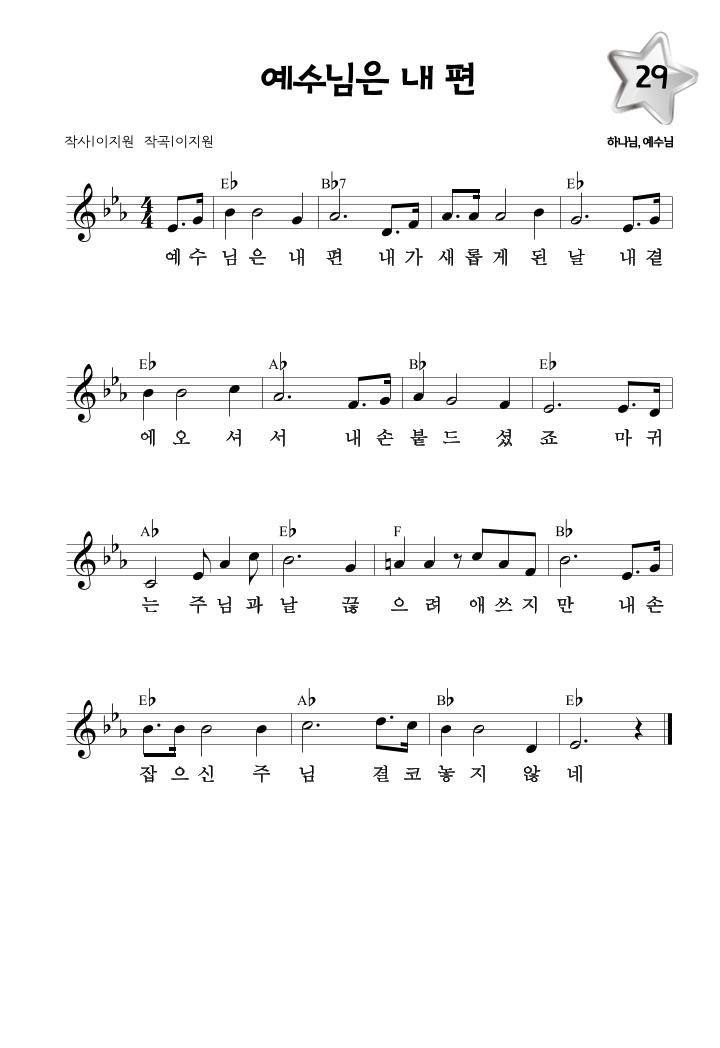 예수님은 내 편
29
작사|이지원 작곡|이지원
하나님, 예수님
E♭ B♭7 E♭
4
4
예 수 님 은 내 편 내 가 새 롭 게 된 날 내 곁
E♭ A♭ B♭ E♭
에 오 셔 서 내 손 붙 드 셨 죠 마 귀
A♭ E♭ F B♭
는 주 님 과 날 끊 으 려 애 쓰 지 만 내 손
E♭ A♭ B♭ E♭
잡 으 신 주 님 결 코 놓 지 않 네